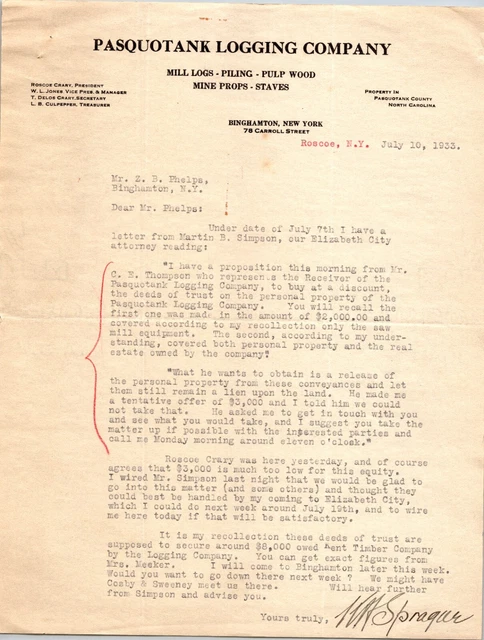 PASQUOTANK LOGGING COMPANY
MILL LOGS - PILING - PULP WOOD
MINE PROPS - STAVES
ROSCOE CRARY, PRESIDENT
W. L. JONES VICE PRES. & MANAGER
T. DELOS CRARY, SECRETARY
L. B. CULPEPPER, TREASURER
PROPERTY IN
PASQUOTANK COUNTY
NORTH CAROLINA
BINGHAMTON, NEW YORK
78 CARROLL STREET
Roscoe, N.Y. July 10, 1933.
Mr. Z. B. Phelps,
Binghamton, N.Y.
Dear Mr. Phelps:
Under date of July 7th I have a
letter from Martin B. Simpson, our Elizabeth City
attorney reading:
"I have a proposition this morning from Mr.
C. E. Thompson who represents the Receiver of the
Pasquotank Logging Company, to buy at a discount,
the deeds of trust on the personal property of the
Pasquotank Logging Company. You will recall the
first one was made in the amount of $2,000.00 and
covered according to my recollection only the saw
mill equipment. The second, according to my under-
standing, covered both personal property and the real
estate owned by the company"
"What he wants to obtain is a release of
the personal property from these conveyances and let
them still remain a lien upon the land. He made me
a tentative offer of $3,000 and I told him we could
not take that. He asked me to get in touch with you
and see what you would take, and I suggest you take the
matter up if possible with the interested parties and
call me Monday morning around eleven o'clock."
Roscoe Crary was here yesterday, and of course
agrees that $3,000 is much too low for this equity.
I wired Mr. Simpson last night that we would be glad to
go into this matter (and some others) and thought they
could best be handled by my coming to Elizabeth City,
which I could do next week around July 19th, and to wire
me here today if that will be satisfactory.
It is my recollection these deeds of trust are
supposed to secure around $8,000 owed Kent Timber Company
by the Logging Company. You can get exact figures from
Mrs. Meeker. I will come to Binghamton later this week.
Would you want to go down there next week ? We might have
Cosby & Sweeney meet us there. Will hear further
from Simpson and advise you.
Yours truly, WH Sprague